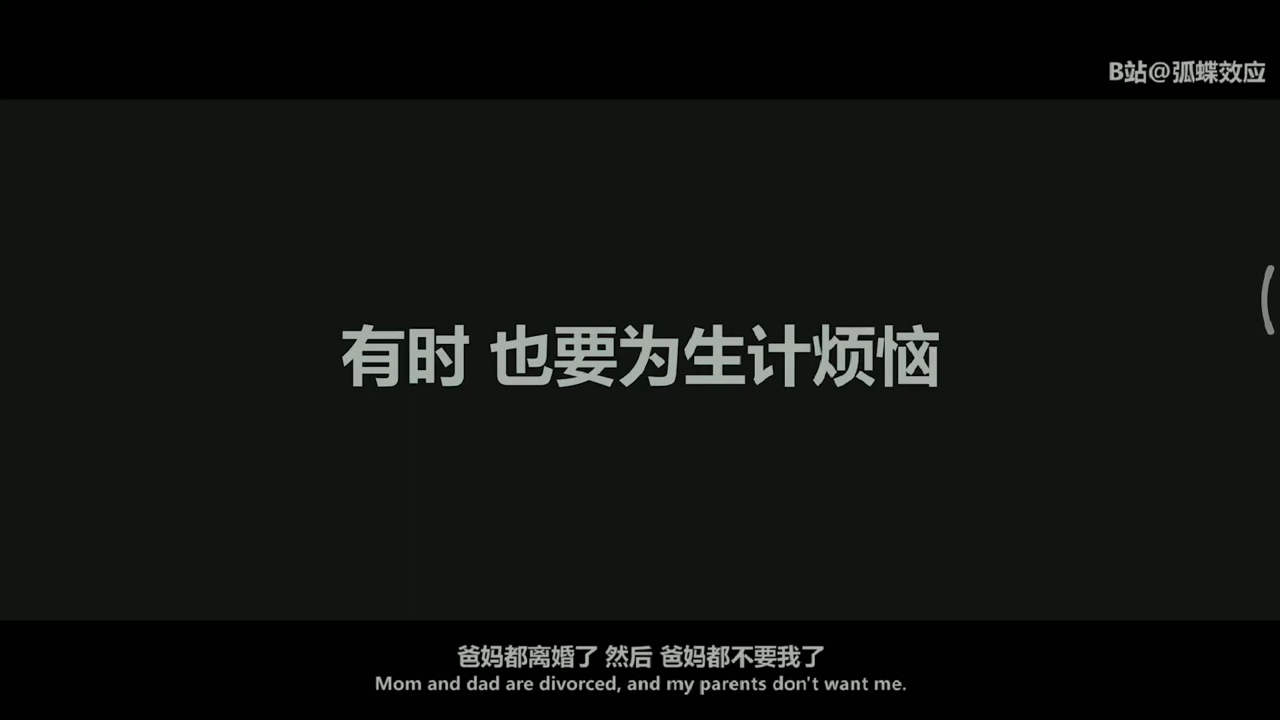 B站@弧蝶效应
有时 也要为生计烦恼
爸妈都离婚了 然后 爸妈都不要我了
Mom and dad are divorced, and my parents don't want me.